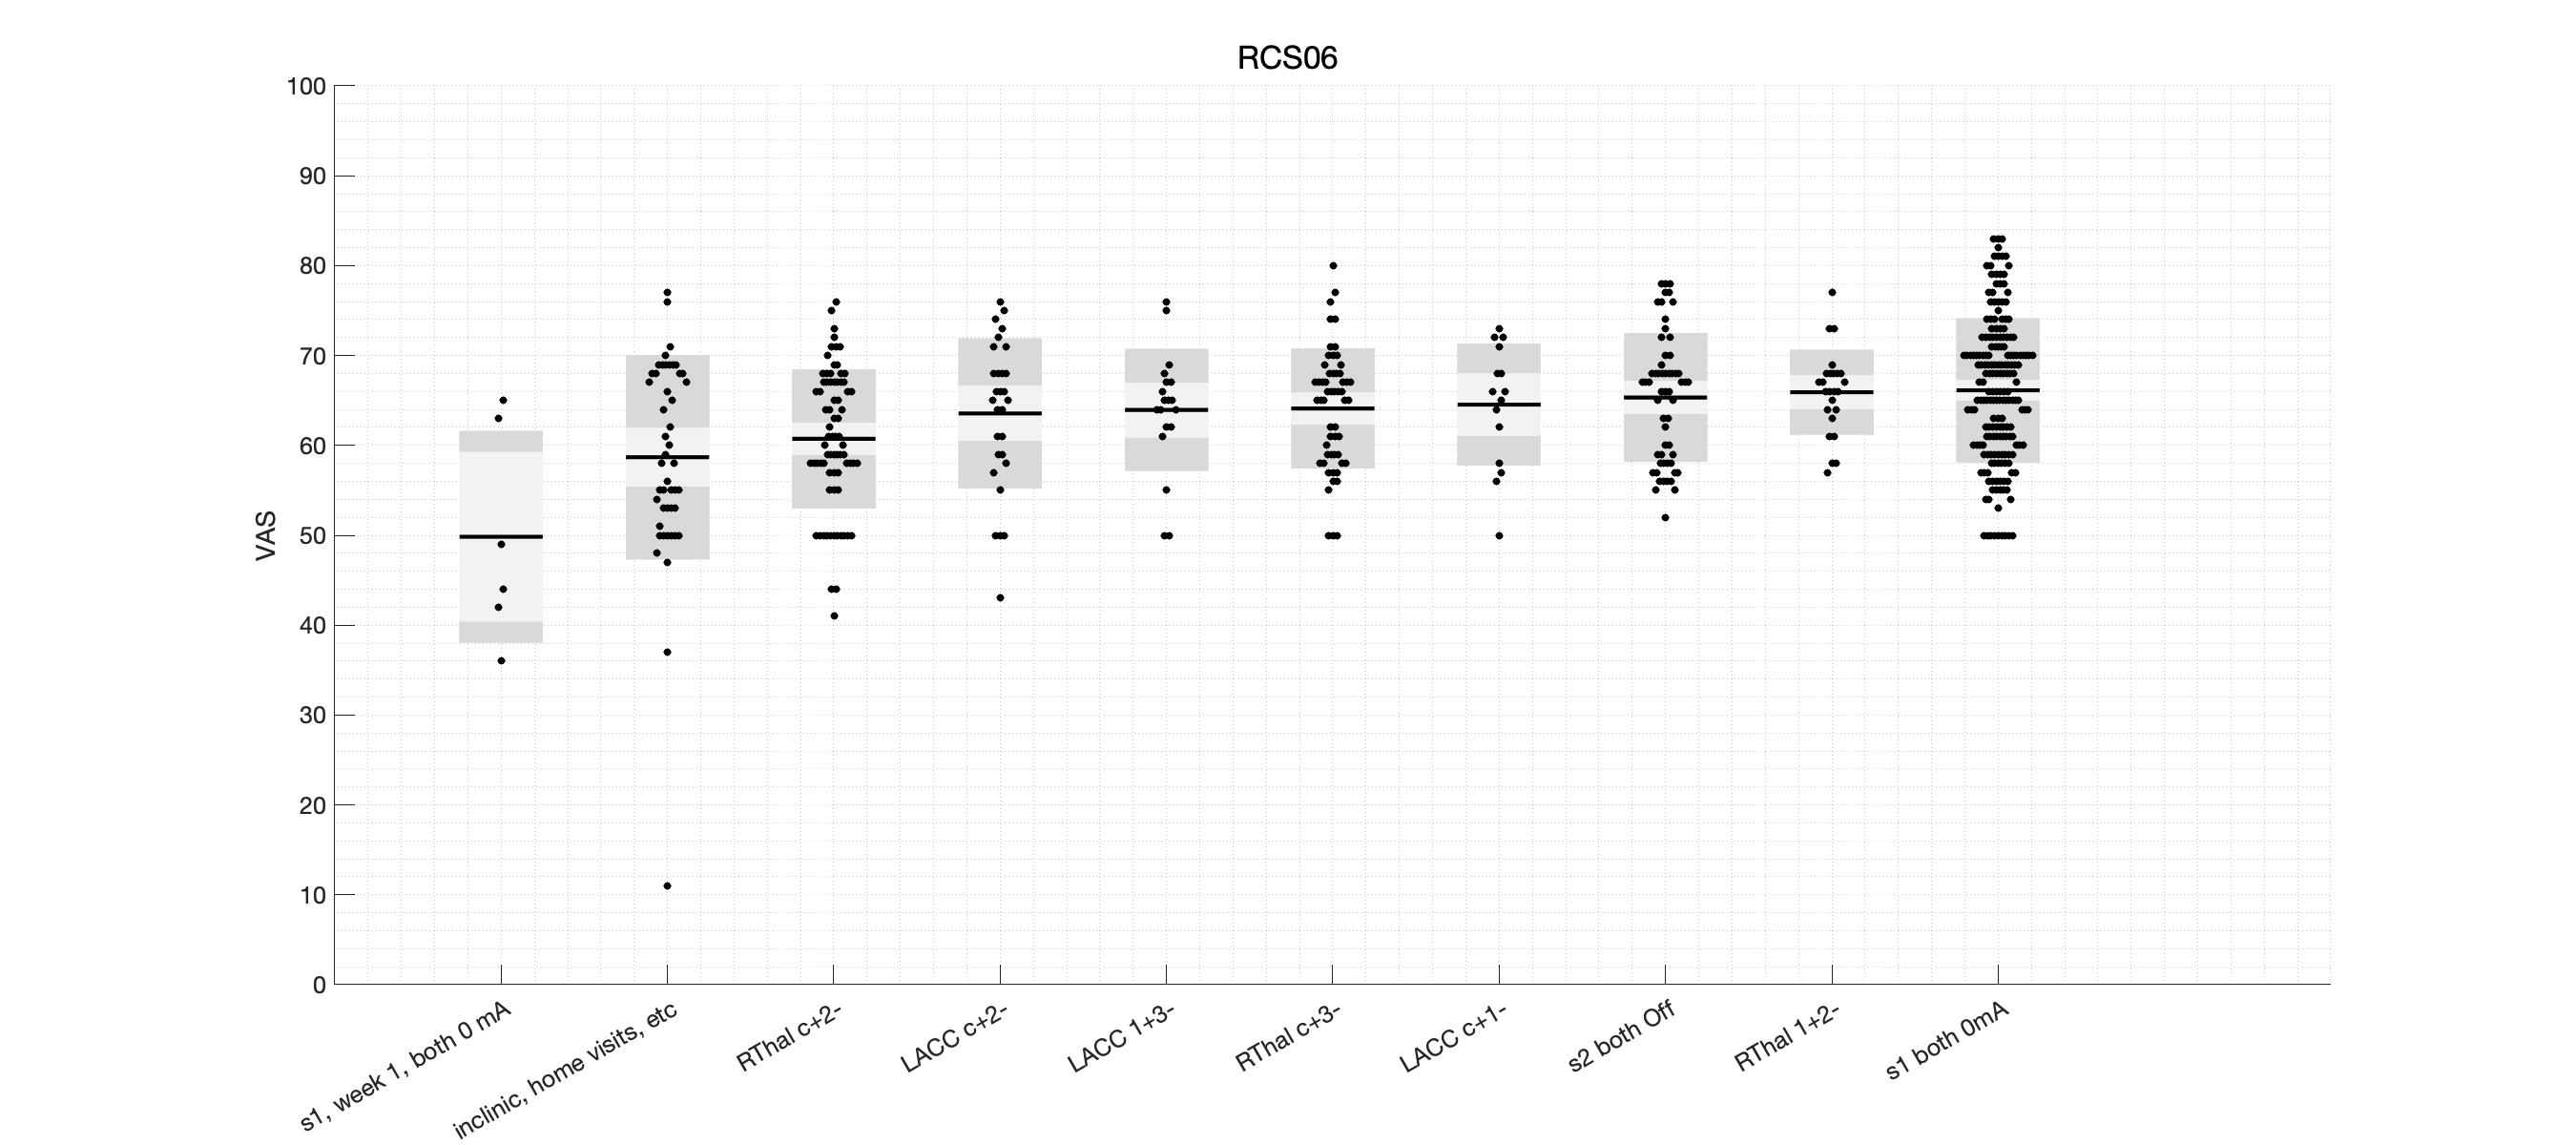 RCS06
100
90
80
70
60
50
40
30
20
10
0
VAS
s1, week 1, both 0 mA
inclinic, home visits, etc
RThal c+2-
LACC c+2-
LACC 1+3-
RThal c+3-
LACC c+1-
s2 both Off
RThal 1+2-
s1 both 0mA